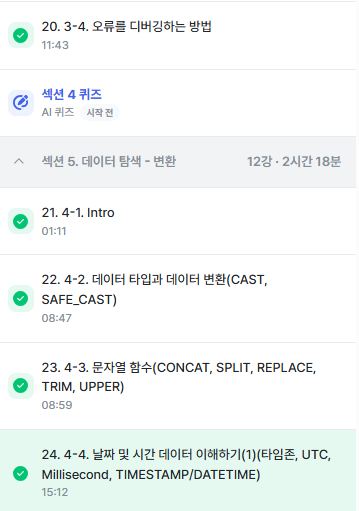 20. 3-4. 오류를 디버깅하는 방법
11:43
섹션 4 퀴즈
AI 퀴즈 시작 전
섹션 5. 데이터 탐색 - 변환 12강 · 2시간 18분
21. 4-1. Intro
01:11
22. 4-2. 데이터 타입과 데이터 변환(CAST,
SAFE_CAST)
08:47
23. 4-3. 문자열 함수(CONCAT, SPLIT, REPLACE,
TRIM, UPPER)
08:59
24. 4-4. 날짜 및 시간 데이터 이해하기(1)(타임존, UTC,
Millisecond, TIMESTAMP/DATETIME)
15:12